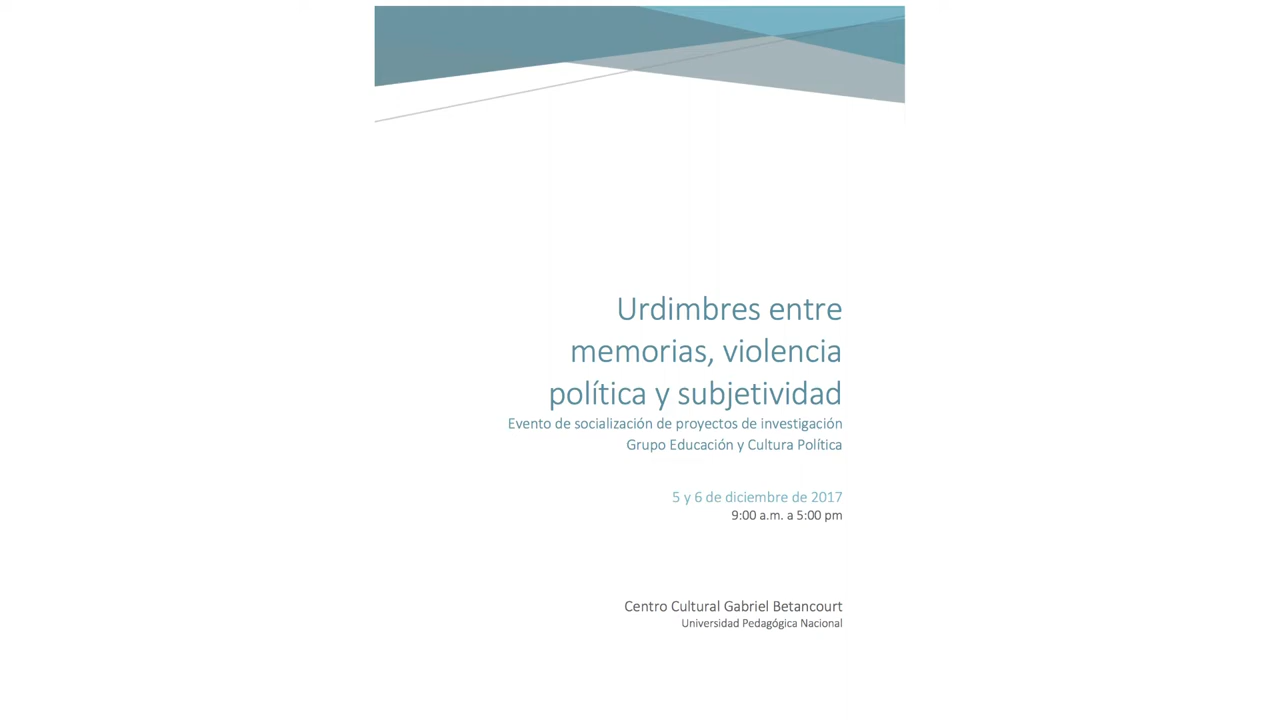 Urdimbres entre
memorias, violencia
política y subjetividad
Evento de socialización de proyectos de investigación
Grupo Educación y Cultura Política
5 y 6 de diciembre de 2017
9:00 a.m. a 5:00 pm
Centro Cultural Gabriel Betancourt
Universidad Pedagógica Nacional